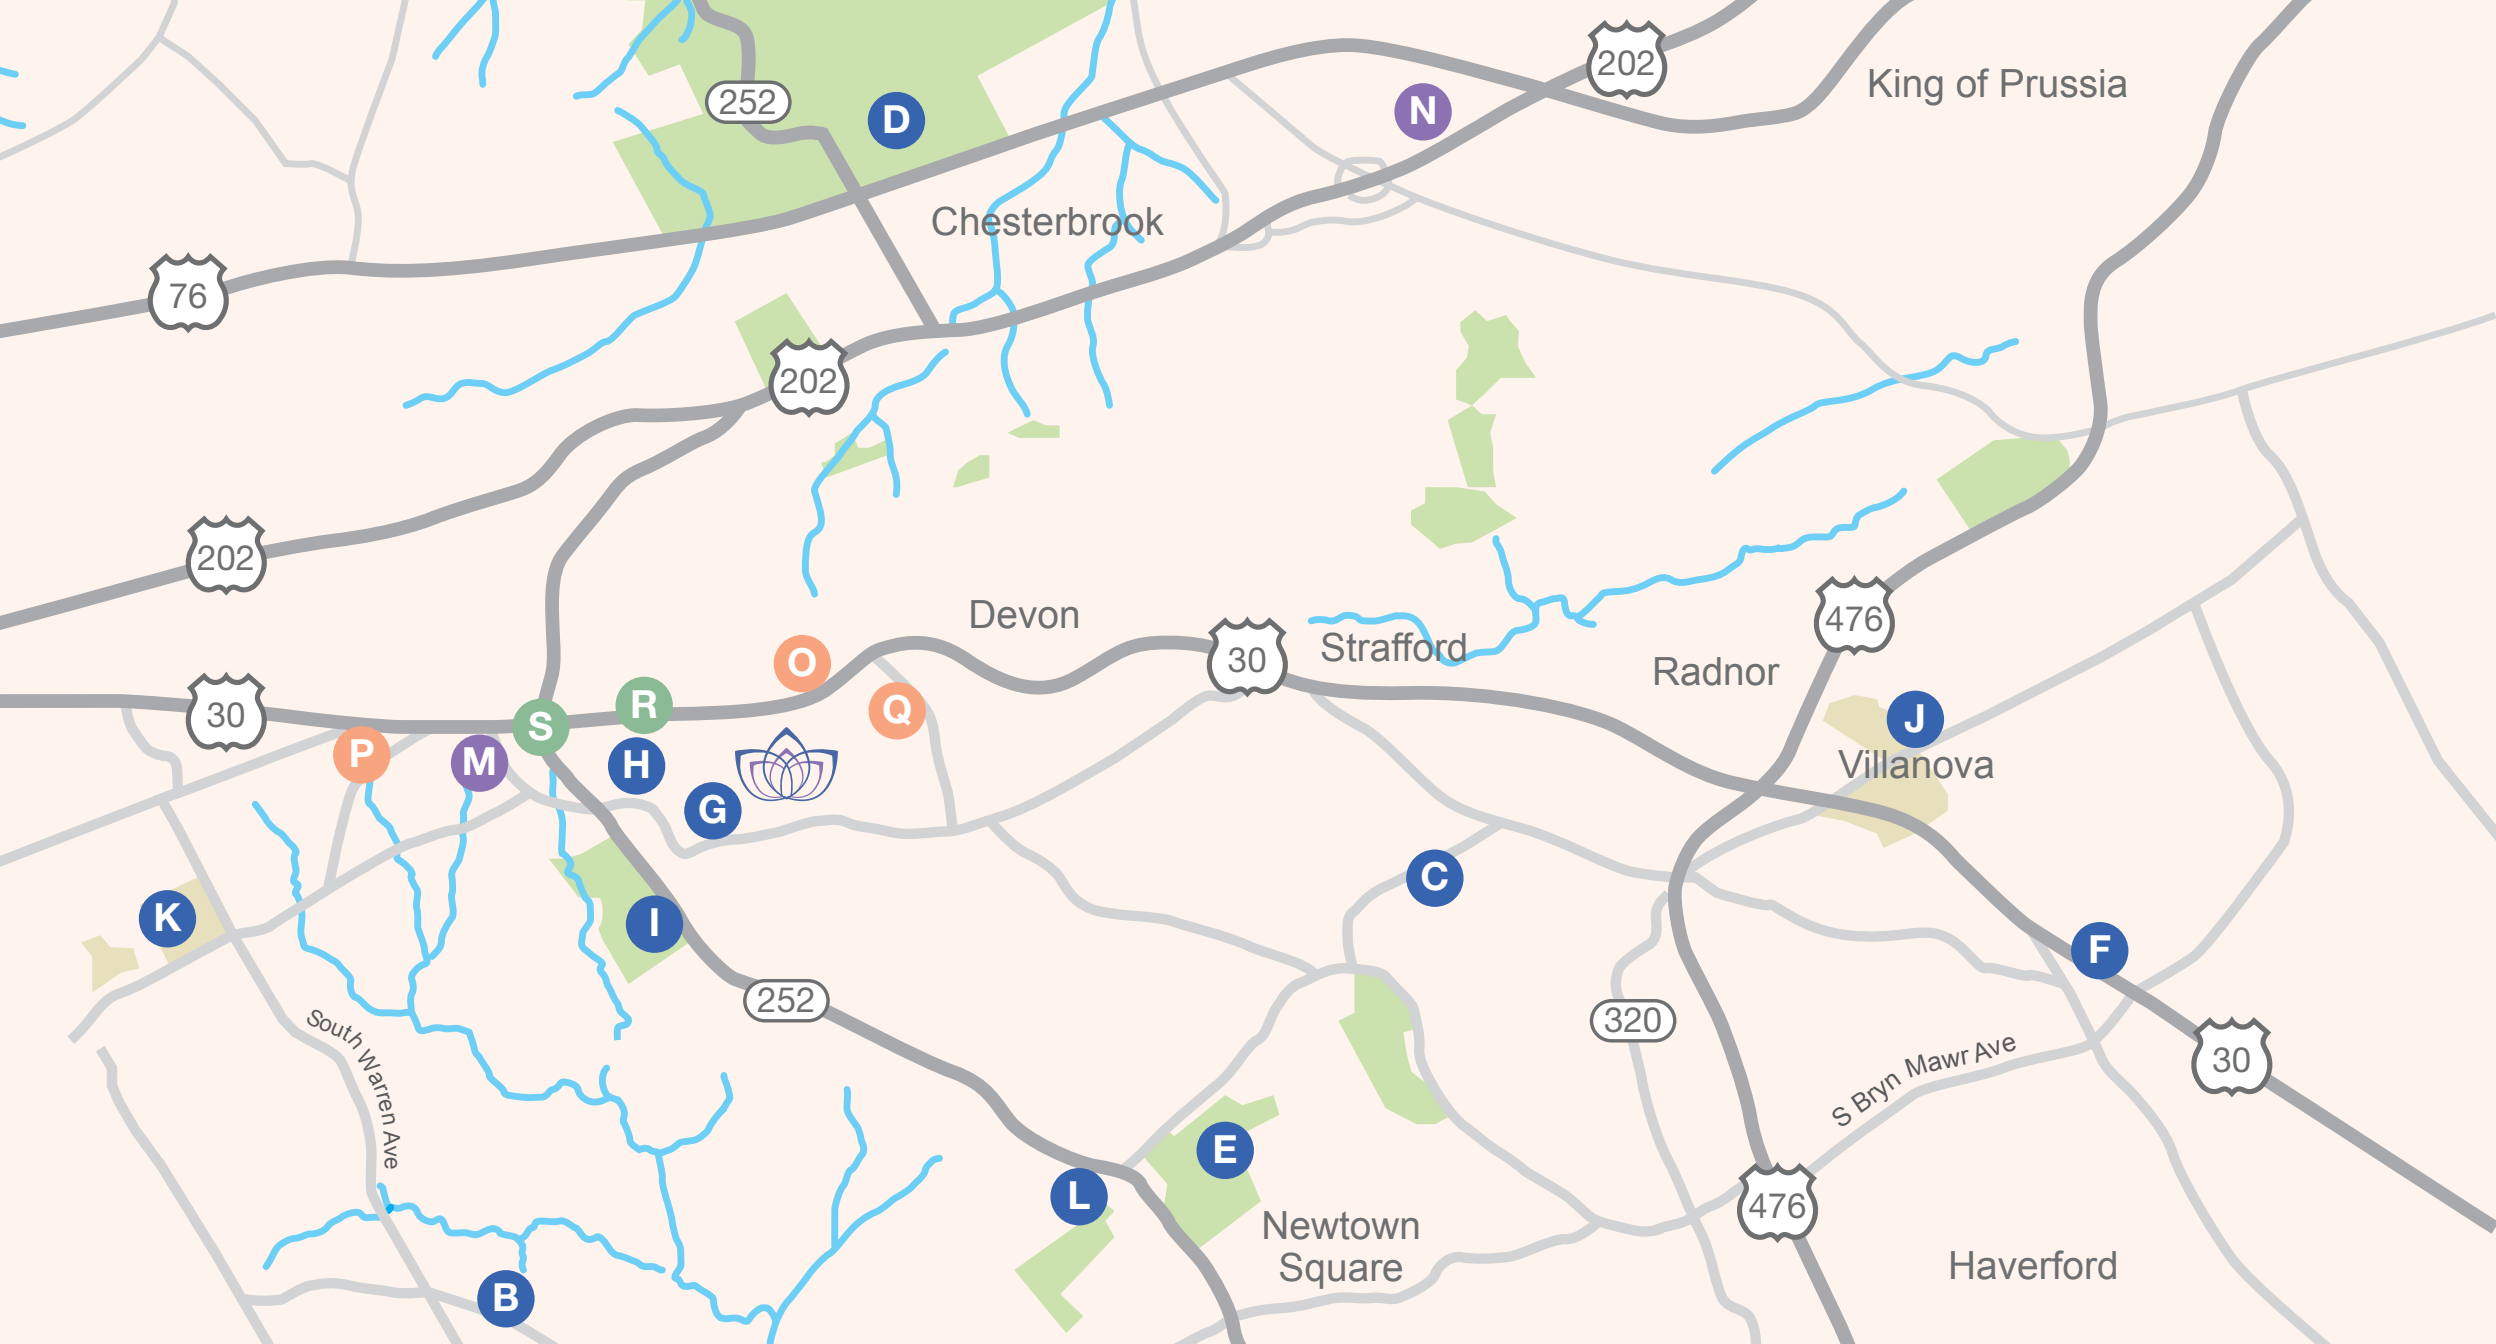 202
King of Prussia
252
D
N
Chesterbrook
76
202
202
Devon
30
Strafford
476
Radnor
O
30
S
R
Q
J
P
M
H
Villanova
G
C
K
I
F
252
320
South Warren Ave
S Bryn Mawr Ave
30
E
L
476
Newtown
Square
Haverford
B